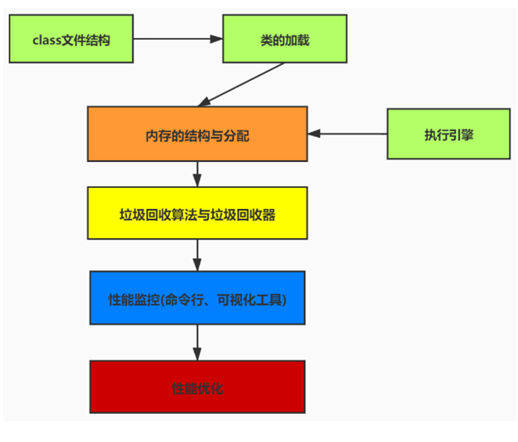 class文件结构
类的加载
内存的结构与分配
执行引擎
垃圾回收算法与垃圾回收器
性能监控(命令行、可视化工具)
性能优化